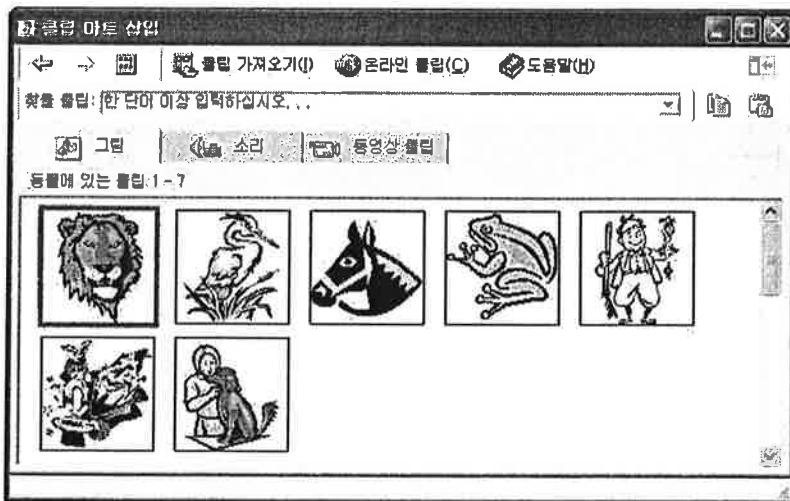 클립 아트 삽입
클립 가져오기(I) 온라인 클립(C) 도움말(H)
찾을 클립: 한 단어 이상 입력하십시오. . .
그림 소리 동영상 클립
동물에 있는 클립 1 - 7